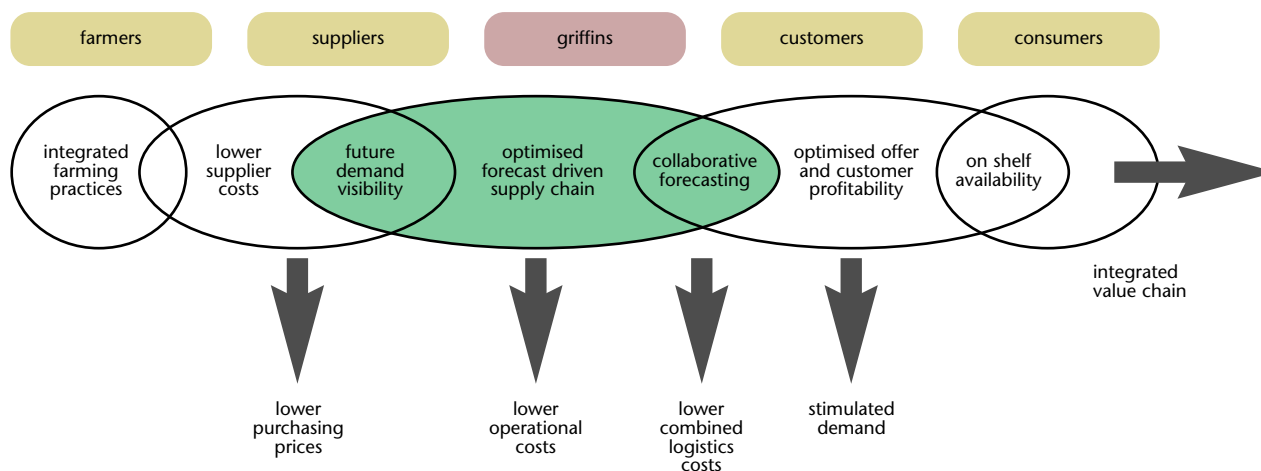 farmers
suppliers
griffins
customers
consumers
integrated
farming
practices
lower
supplier
costs
future
demand
visibility
optimised
forecast driven
supply chain
collaborative
forecasting
optimised offer
and customer
profitability
on shelf
availability
integrated
value chain
lower
purchasing
prices
lower
operational
costs
lower
combined
logistics
costs
stimulated
demand